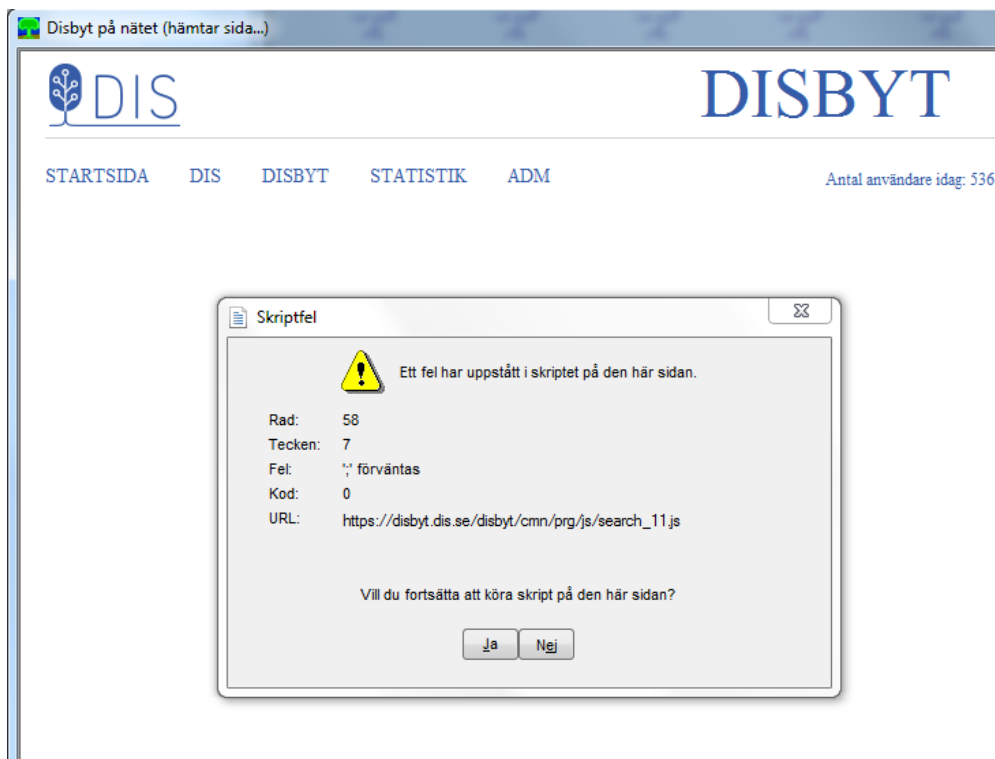 Disbyt på nätet (hämtar sida...)
DIS
DISBYT
STARTSIDA DIS DISBYT STATISTIK ADM
Antal användare idag: 536
Skriptfel
Ett fel har uppstått i skriptet på den här sidan.
Rad: 58
Tecken: 7
Fel: ';' förväntas
Kod: 0
URL: https://disbyt.dis.se/disbyt/cmn/prg/js/search_11.js
Vill du fortsätta att köra skript på den här sidan?
Ja Nej